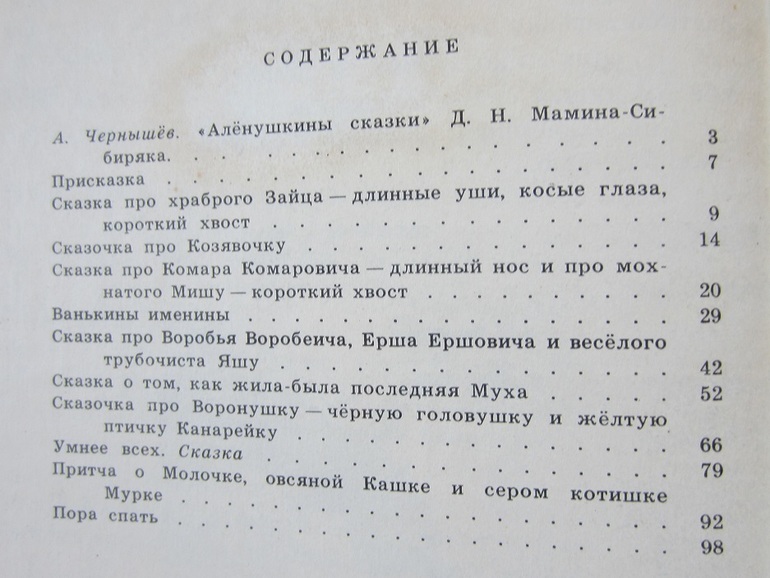 СОДЕРЖАНИЕ
А. Чернышёв. «Алёнушкины сказки» Д. Н. Мамина-Си-
биряка. . . . . . . . . . . . . . . 3
Присказка . . . . . . . . . . . . . . . 7
Сказка про храброго Зайца — длинные уши, косые глаза,
короткий хвост . . . . . . . . . . . . 9
Сказочка про Козявочку . . . . . . . . . . . 14
Сказка про Комара Комаровича — длинный нос и про мох-
натого Мишу — короткий хвост . . . . . . . . 20
Ванькины именины . . . . . . . . . . . . 29
Сказка про Воробья Воробеича, Ерша Ершовича и весёлого
трубочиста Яшу . . . . . . . . . . . . 42
Сказка о том, как жила-была последняя Муха . . . . . 52
Сказочка про Воронушку — чёрную головушку и жёлтую
птичку Канарейку . . . . . . . . . . . 66
Умнее всех. Сказка . . . . . . . . . . . . 79
Притча о Молочке, овсяной Кашке и сером котишке
Мурке . . . . . . . . . . . . . . . 92
Пора спать . . . . . . . . . . . . . . . 98